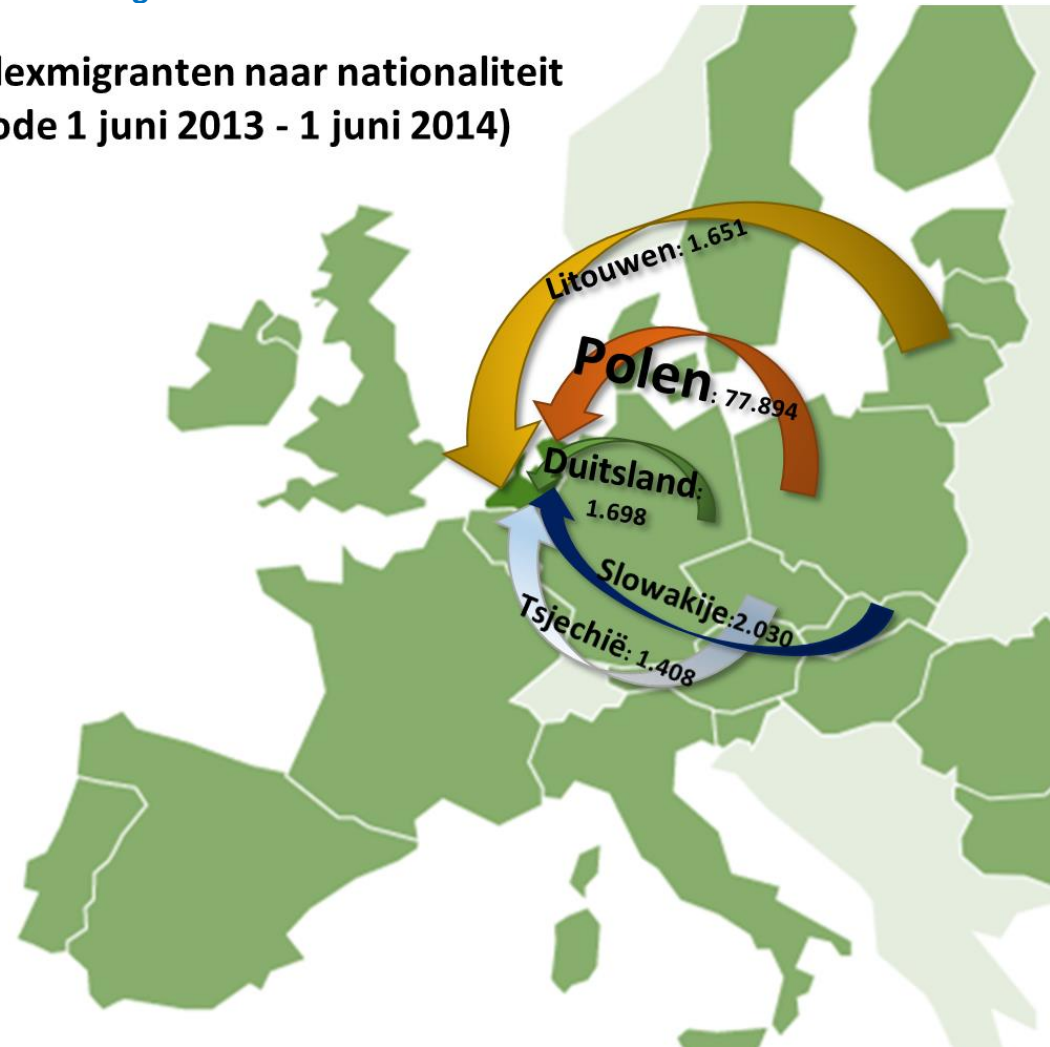 lexmigranten naar nationaliteit
ode 1 juni 2013 - 1 juni 2014)
Litouwen: 1.651
Polen: 77.894
Duitsland:
1.698
Slowakije:2.030
Tsjechië: 1.408